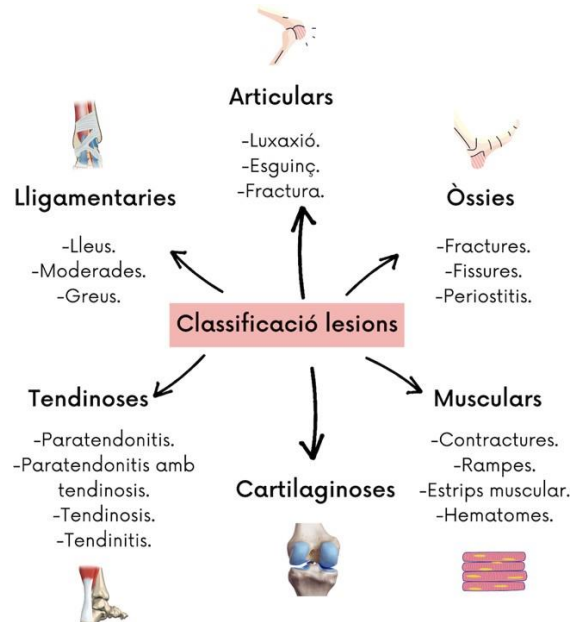 Articulars
-Luxaxió.
-Esguinç.
-Fractura.
Lligamentaries
-Lleus.
-Moderades.
-Greus.
Òssies
-Fractures.
-Fissures.
-Periostitis.
Classificació lesions
Tendinoses
-Paratendonitis.
-Paratendonitis amb
tendinosis.
-Tendinosis.
-Tendinitis.
Cartilaginoses
Musculars
-Contractures.
-Rampes.
-Estrips muscular.
-Hematomes.